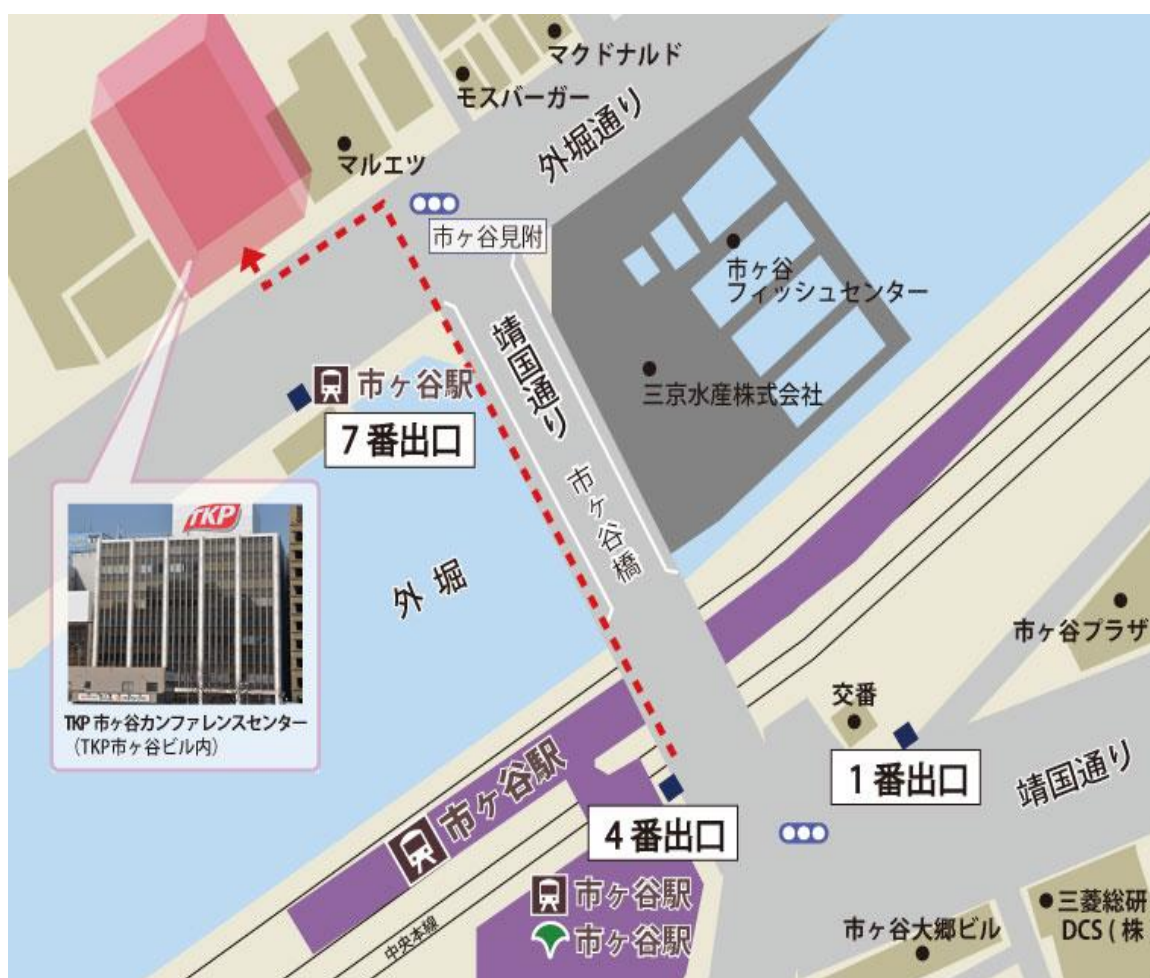 マクドナルド
モスバーガー
外堀通り
マルエツ
市ヶ谷見附
市ヶ谷
フィッシュセンター
靖国通り
市ヶ谷駅
7番出口
三京水産株式会社
市ヶ谷橋
TKP
外堀
市ヶ谷プラザ
交番
TKP 市ヶ谷カンファレンスセンター
(TKP市ヶ谷ビル内)
1番出口
靖国通り
市ヶ谷駅
4番出口
市ヶ谷駅
市ヶ谷駅
中央本線
三菱総研
DCS ( 株
市ヶ谷大郷ビル